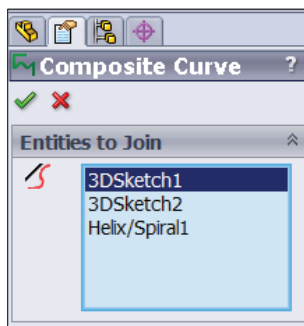 Composite Curve ?
Entities to Join
3DSketch1
3DSketch2
Helix/Spiral1